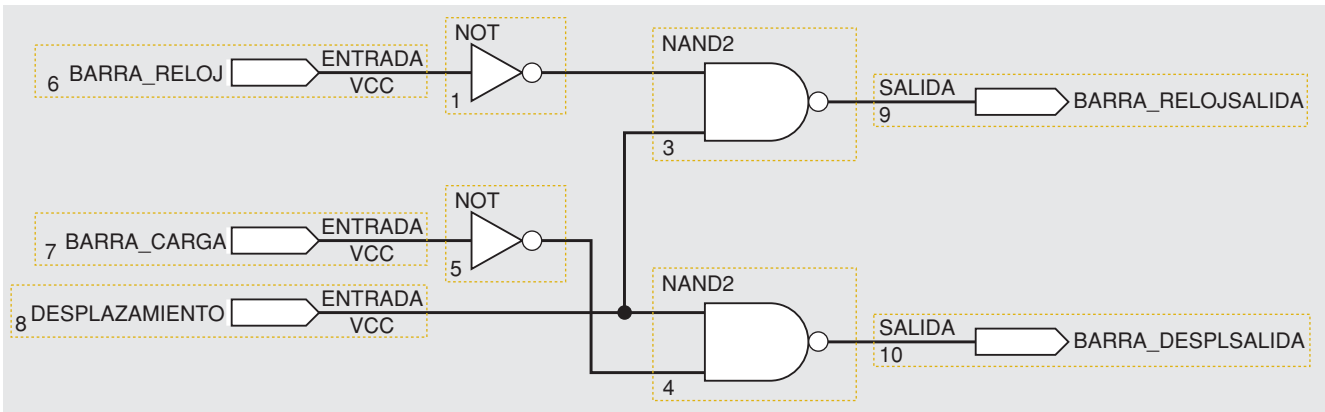 NOT
NAND2
6 BARRA_RELOJ ENTRADA
VCC
1
SALIDA
9
BARRA_RELOJSALIDA
3
NOT
7 BARRA_CARGA ENTRADA
VCC
5
NAND2
8 DESPLAZAMIENTO ENTRADA
VCC
SALIDA
10
BARRA_DESPLSALIDA
4